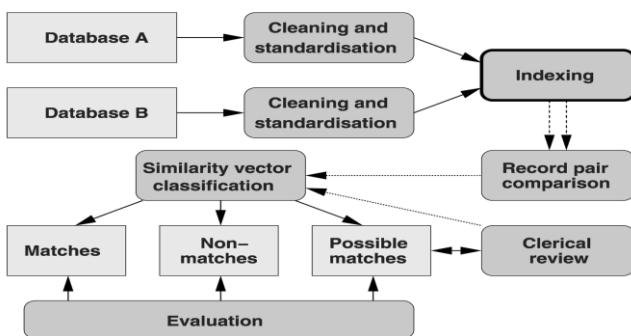 Database A
Cleaning and
standardisation
Indexing
Database B
Cleaning and
standardisation
Similarity vector
classification
Record pair
comparison
Matches
Non-
matches
Possible
matches
Clerical
review
Evaluation